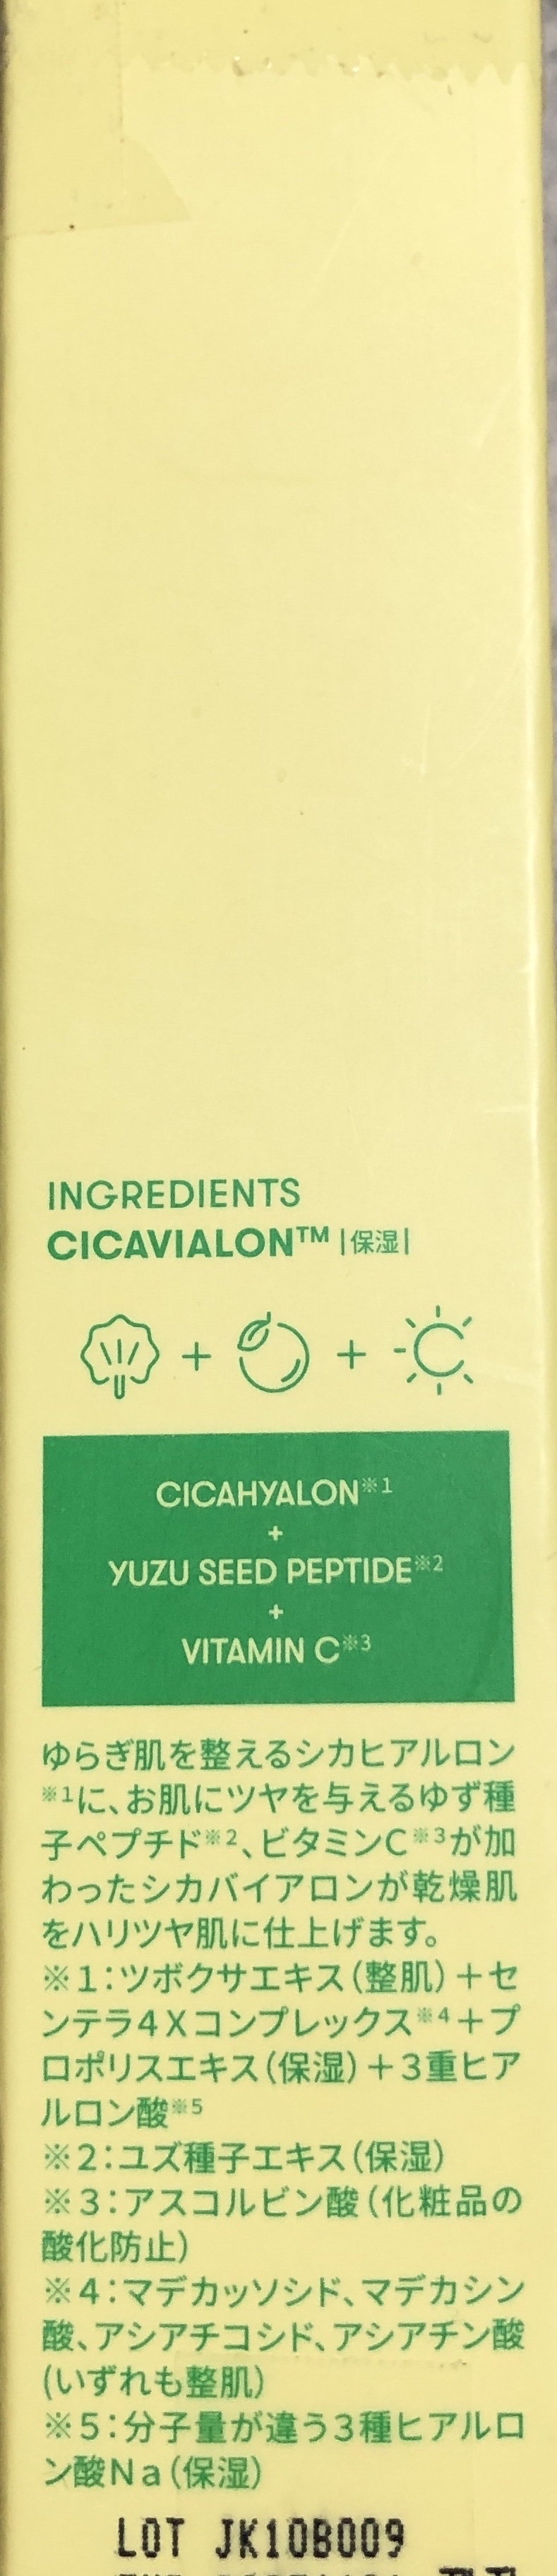 INGREDIENTS
CICAVIALON™ |保湿|
CICAHYALON※1
+
YUZU SEED PEPTIDE※2
+
VITAMIN C※3
ゆらぎ肌を整えるシカヒアルロン
※1に、お肌にツヤを与えるゆず種
子ペプチド※2、ビタミンC※3が加
わったシカバイアロンが乾燥肌
をハリツヤ肌に仕上げます。
※1：ツボクサエキス（整肌）＋セ
ンテラ4Xコンプレックス※4＋プ
ロポリスエキス（保湿）＋3重ヒア
ルロン酸※5
※2：ユズ種子エキス（保湿）
※3：アスコルビン酸（化粧品の
酸化防止）
※4：マデカッソシド、マデカシン
酸、アシアチコシド、アシアチン酸
(いずれも整肌）
※5：分子量が違う3種ヒアルロ
ン酸Na（保湿）
LOT JK10B009